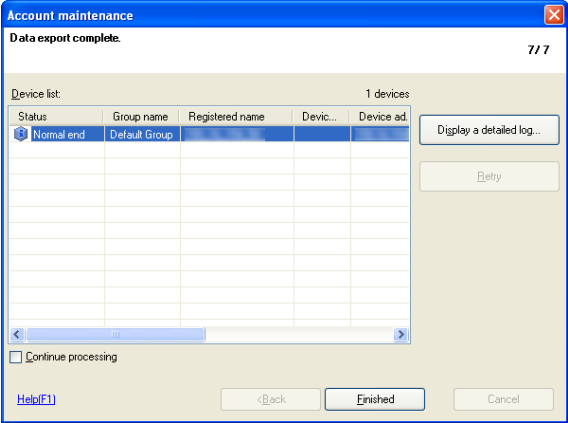 Account maintenance
Data export complete.
7/7
Device list:
1 devices
Status Group name Registered name Devic... Device ad.
Normal end Default Group
Display a detailed log...
Retry
Continue processing
Help(F1)
<Back Finished Cancel